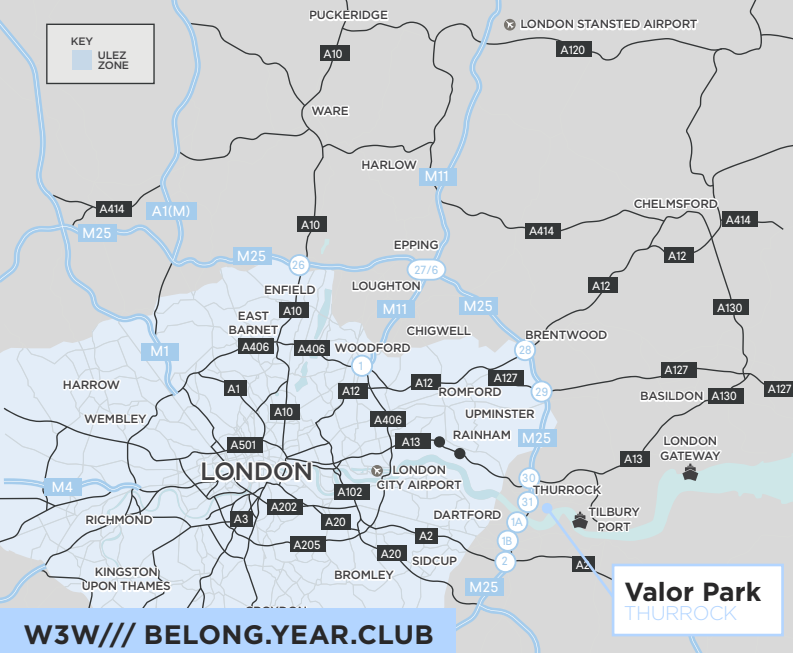 PUCKERIDGE
LONDON STANSTED AIRPORT
KEY
ULEZ
ZONE
A10
A120
WARE
HARLOW
M11
A414
A1(M)
CHELMSFORD
A414
A10
M25
A414
EPPING
M25
A12
26
27/6
ENFIELD
LOUGHTON
A12
A10
M11
M25
A130
EAST
BARNET
CHIGWELL
BRENTWOOD
A406
A406
WOODFORD
28
M1
1
A127
HARROW
A1
A12
A12
A127
ROMFORD
29
BASILDON
A130
A127
WEMBLEY
A10
A406
UPMINSTER
A501
A13
RAINHAM
M25
LONDON
GATEWAY
LONDON
LONDON
CITY AIRPORT
A13
M4
A102
30
THURROCK
31
A202
RICHMOND
A3
A20
DARTFORD
1A
TILBURY
PORT
A205
A2
1B
A20
SIDCUP
2
A2
KINGSTON
UPON THAMES
BROMLEY
M25
Valor Park
THURROCK
W3W/// BELONG.YEAR.CLUB